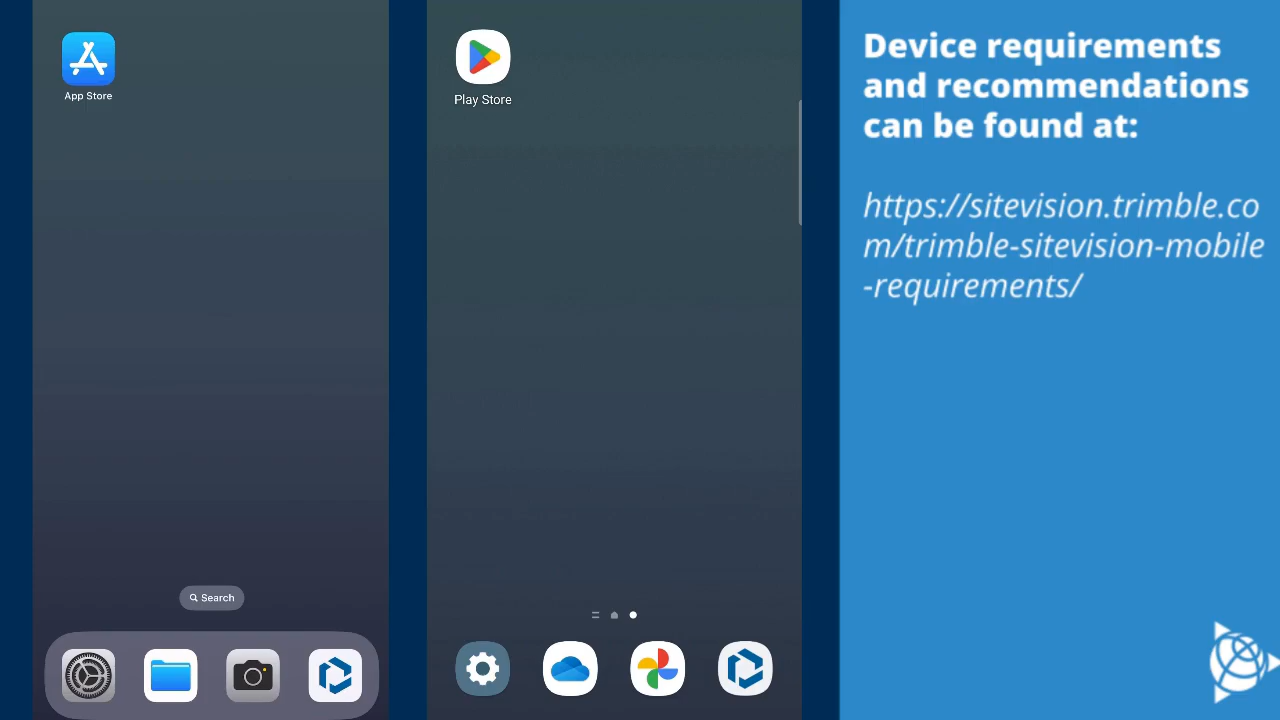 App Store
Search
Play Store
Device requirements
and recommendations
can be found at:
https://sitevision.trimble.co
m/trimble-sitevision-mobile
-requirements/